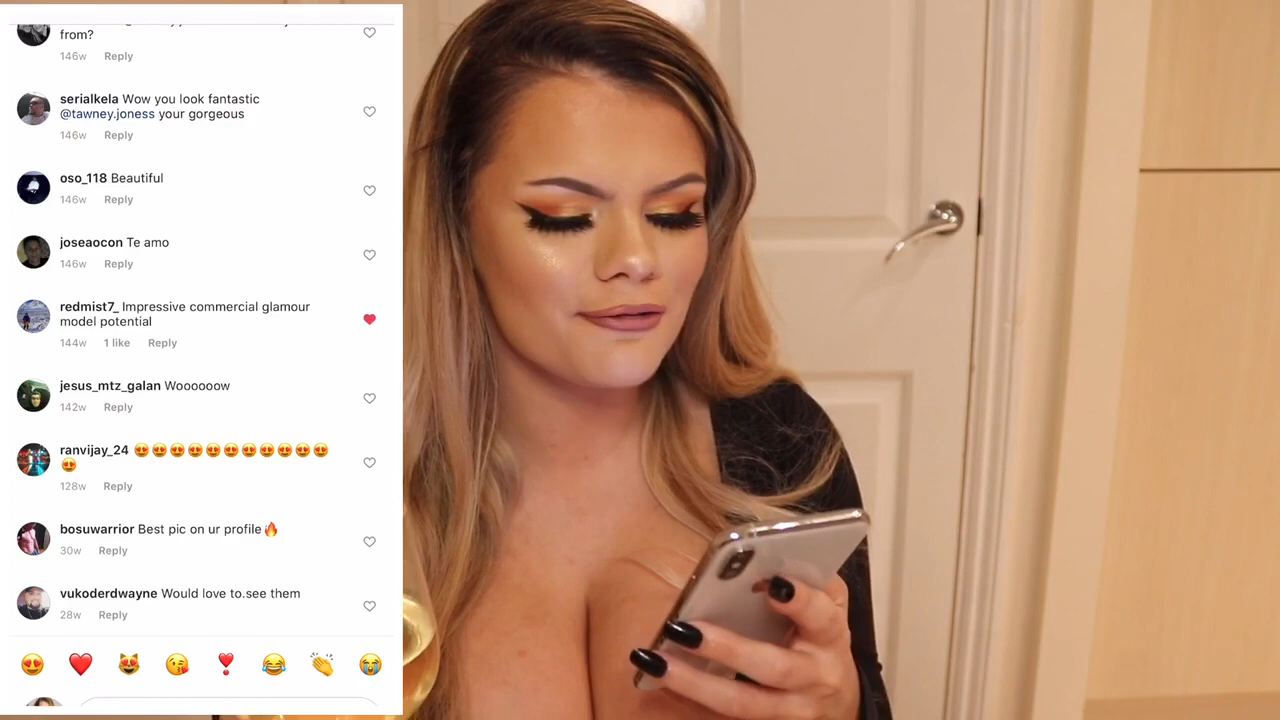 from?
146w Reply
serialkela Wow you look fantastic
@tawney.joness your gorgeous
146w Reply
oso_118 Beautiful
146w Reply
joseaocon Te amo
146w Reply
redmist7_ Impressive commercial glamour
model potential
144w 1 like Reply
jesus_mtz_galan Woooooow
142w Reply
ranvijay_24 😍😍😍😍😍😍😍😍😍😍😍
😍
128w Reply
bosuwarrior Best pic on ur profile🔥
30w Reply
vukoderdwayne Would love to.see them
28w Reply